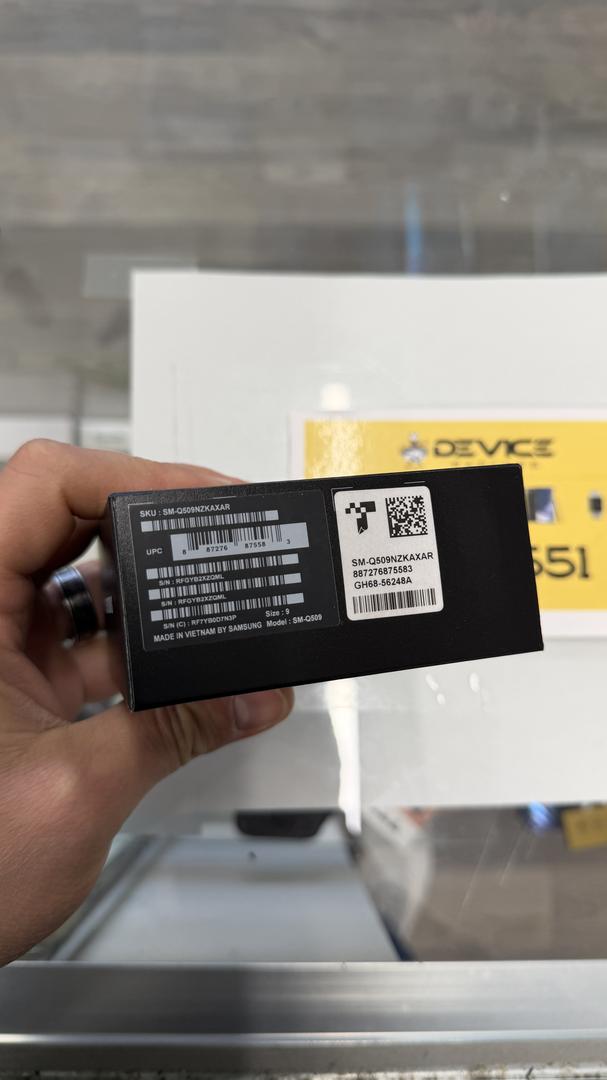 DEVICE
551
SKU : SM-Q509NZKAXAR
UPC
8 87276 87558 3
S/N : RFGYB2XZQML
S/N : RFGYB2XZQML
S/N (C) : RF7YB0D7N3P Size : 9
MADE IN VIETNAM BY SAMSUNG Model : SM-Q509
SM-Q509NZKAXAR
887276875583
GH68-56248A